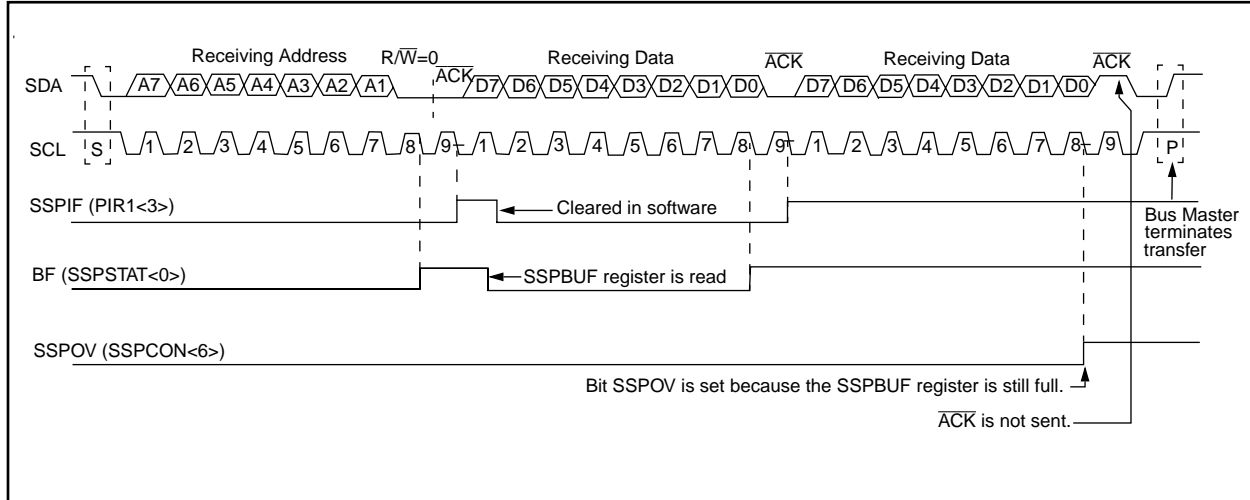 Receiving Address R/W=0 Receiving Data ACK Receiving Data ACK
ACK
SDA A7 A6 A5 A4 A3 A2 A1 D7 D6 D5 D4 D3 D2 D1 D0 D7 D6 D5 D4 D3 D2 D1 D0
SCL S 1 2 3 4 5 6 7 8 9 1 2 3 4 5 6 7 8 9 1 2 3 4 5 6 7 8 9 P
SSPIF (PIR1<3>) Cleared in software
Bus Master
terminates
transfer
BF (SSPSTAT<0>) SSPBUF register is read
SSPOV (SSPCON<6>)
Bit SSPOV is set because the SSPBUF register is still full.
ACK is not sent.